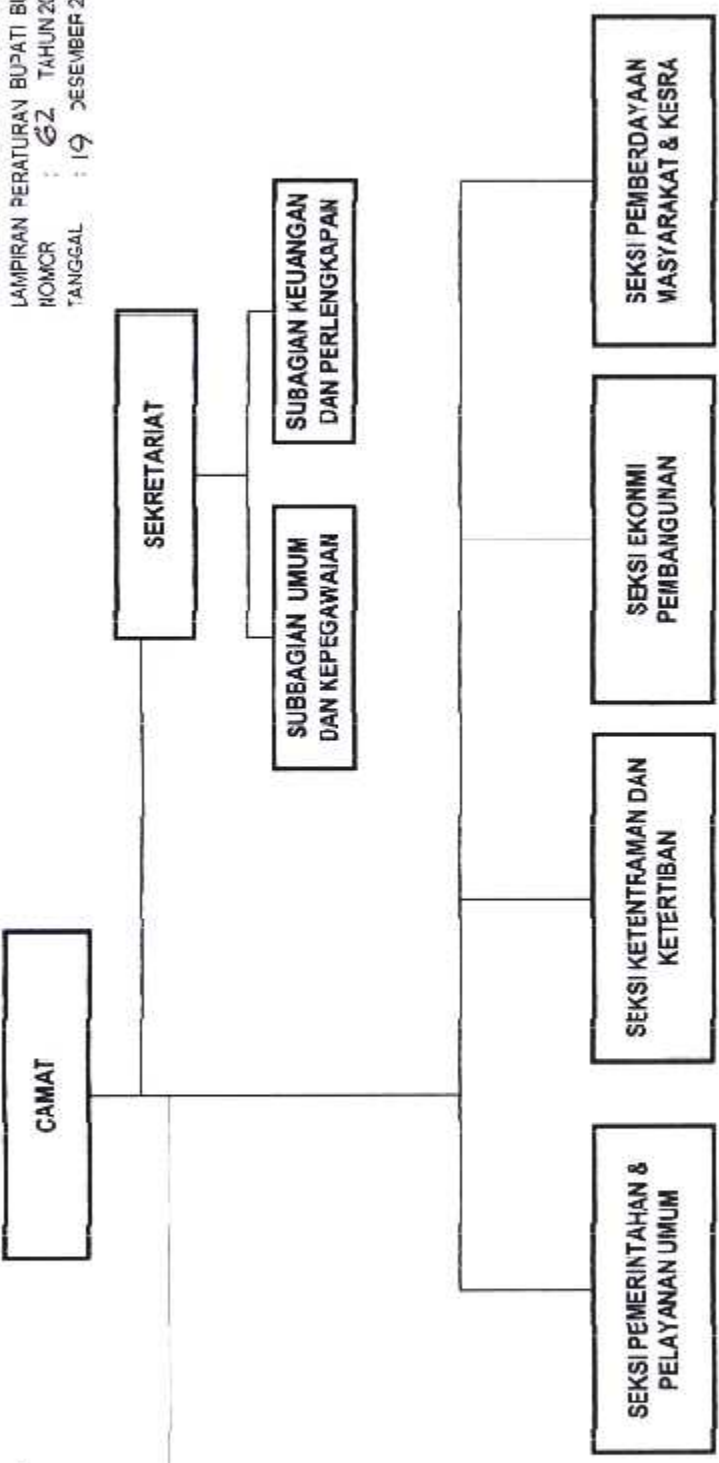 LAMPIRAN PERATURAN BUPATI
NOMOR : 62 TAHUN
TANGGAL : 19 DESEMBER
CAMAT
SEKRETARIAT
SUBBAGIAN UMUM
DAN KEPEGAWAIAN
SUBAGIAN KEUANGAN
DAN PERLENGKAPAN
SEKSI PEMERINTAHAN &
PELAYANAN UMUM
SEKSI KETENTRAMAN DAN
KETERTIBAN
SEKSI EKONMI
PEMBANGUNAN
SEKSI PEMBERDAYAAN
MASYARAKAT & KESRA